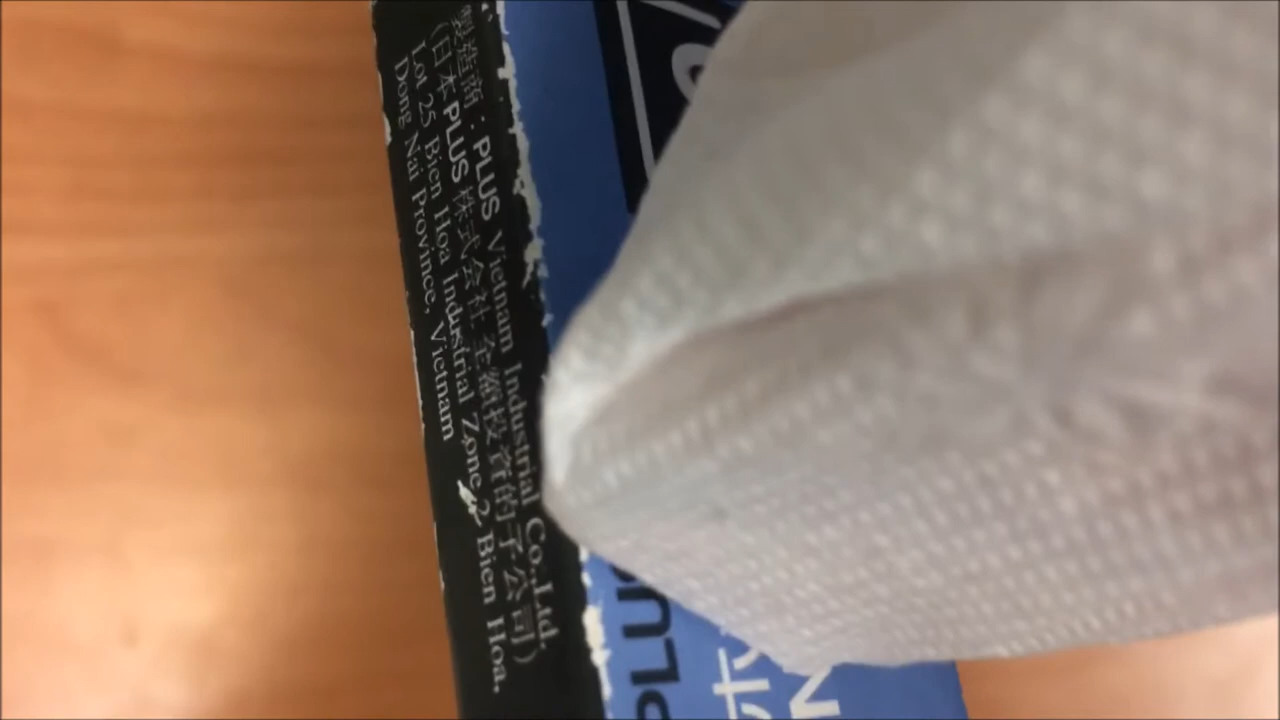 製造商：PLUS Vietnam Industrial Co.,Ltd.
(日本PLUS 株式会社全額投資的子公司)
Lot 25 Bien Hoa Industrial Zone 2 Bien Hoa,
Dong Nai Province, Vietnam